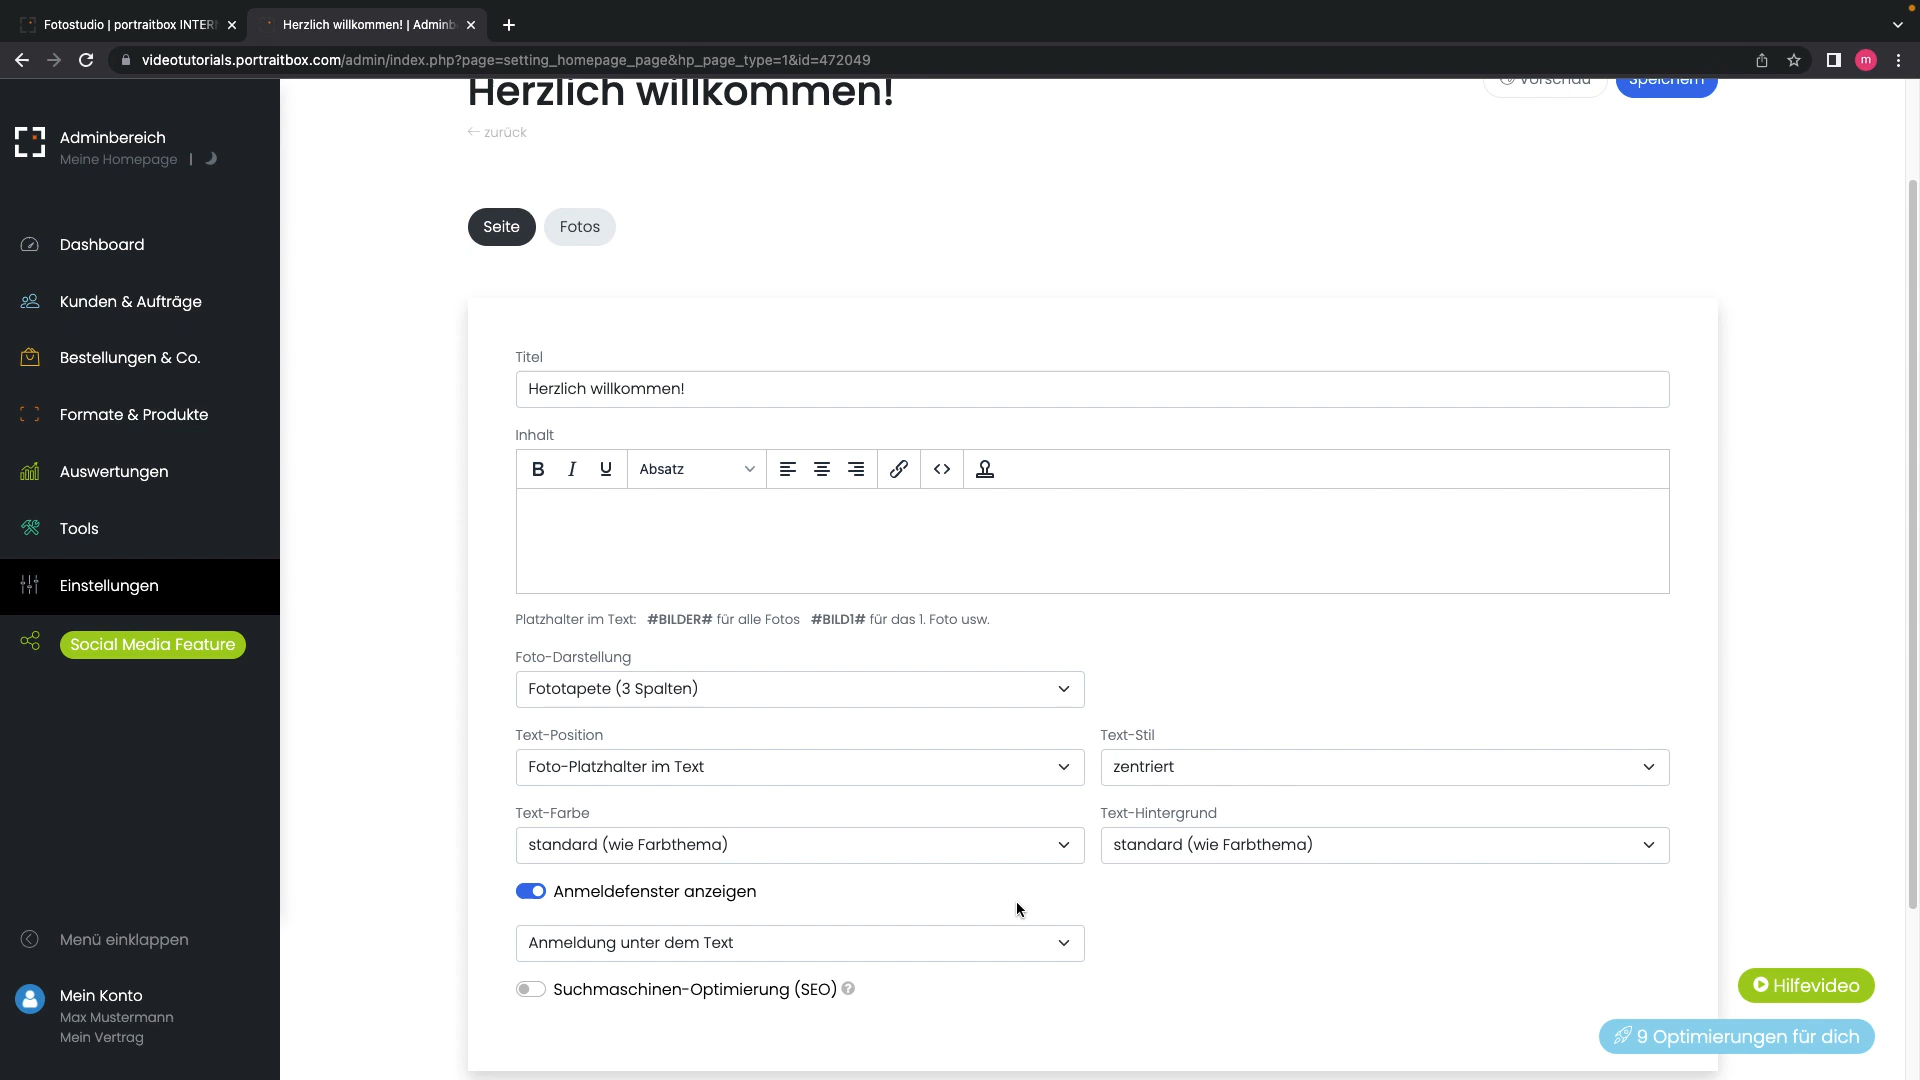 Fotostudio | portraitbox INTER
Herzlich willkommen! | Adminb
videotutorials.portraitbox.com/admin/index.php?page=setting_homepage_page&hp_page_type=1&id=472049
m
Herzlich willkommen!
Vorschau
Speichern
← zurück
Adminbereich
Meine Homepage |
Seite
Fotos
Dashboard
Kunden & Aufträge
Bestellungen & Co.
Formate & Produkte
Auswertungen
Tools
Einstellungen
Social Media Feature
Menü einklappen
Mein Konto
Max Mustermann
Mein Vertrag
Titel
Herzlich willkommen!
Inhalt
B I U Absatz
Platzhalter im Text: #BILDER# für alle Fotos #BILD1# für das 1. Foto usw.
Foto-Darstellung
Fototapete (3 Spalten)
Text-Position
Foto-Platzhalter im Text
Text-Stil
zentriert
Text-Farbe
standard (wie Farbthema)
Text-Hintergrund
standard (wie Farbthema)
Anmeldefenster anzeigen
Anmeldung unter dem Text
Suchmaschinen-Optimierung (SEO) ?
Hilfevideo
9 Optimierungen für dich